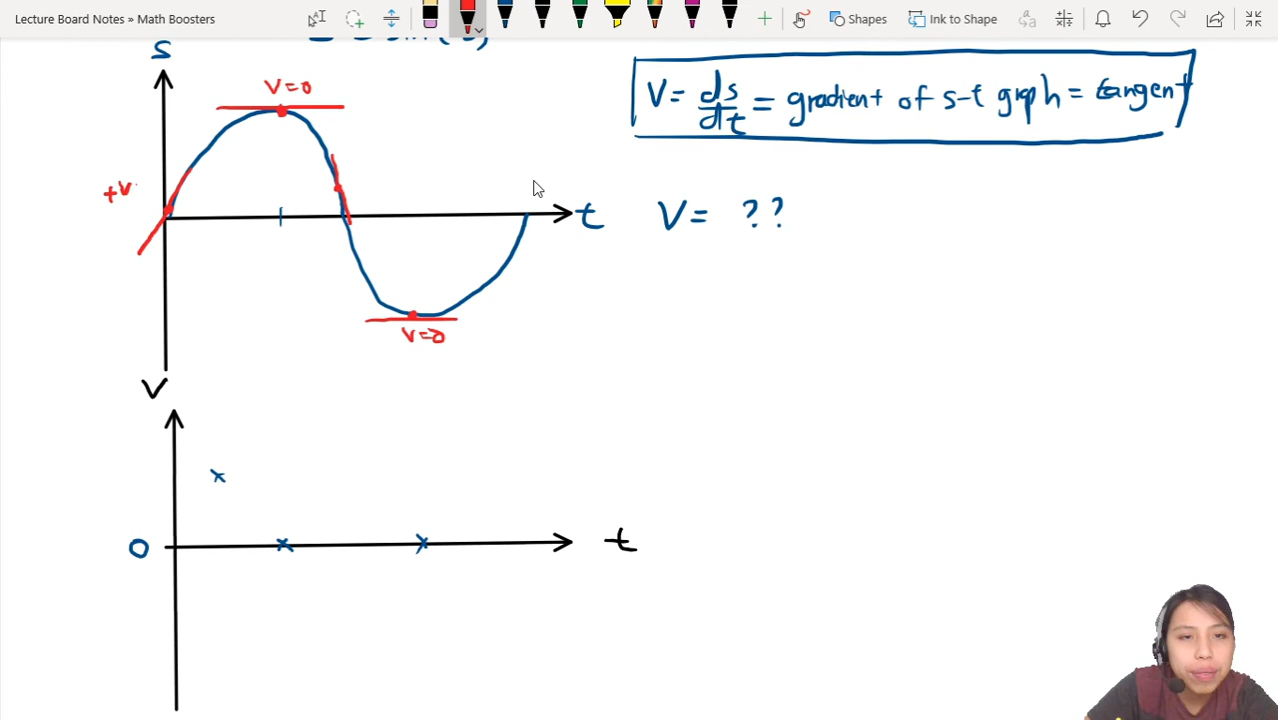 Lecture Board Notes » Math Boosters
Shapes
Ink to Shape
S
V=0
V= ds/dt = gradient of s-t graph = tangent
+V
t
V= ??
V=0
V
0
t